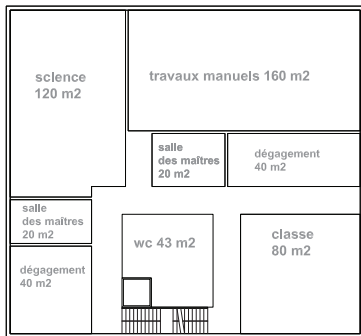 science
120 m2
travaux manuels 160 m2
salle
des maîtres
20 m2
dégagement
40 m2
salle
des maîtres
20 m2
dégagement
40 m2
wc 43 m2
classe
80 m2